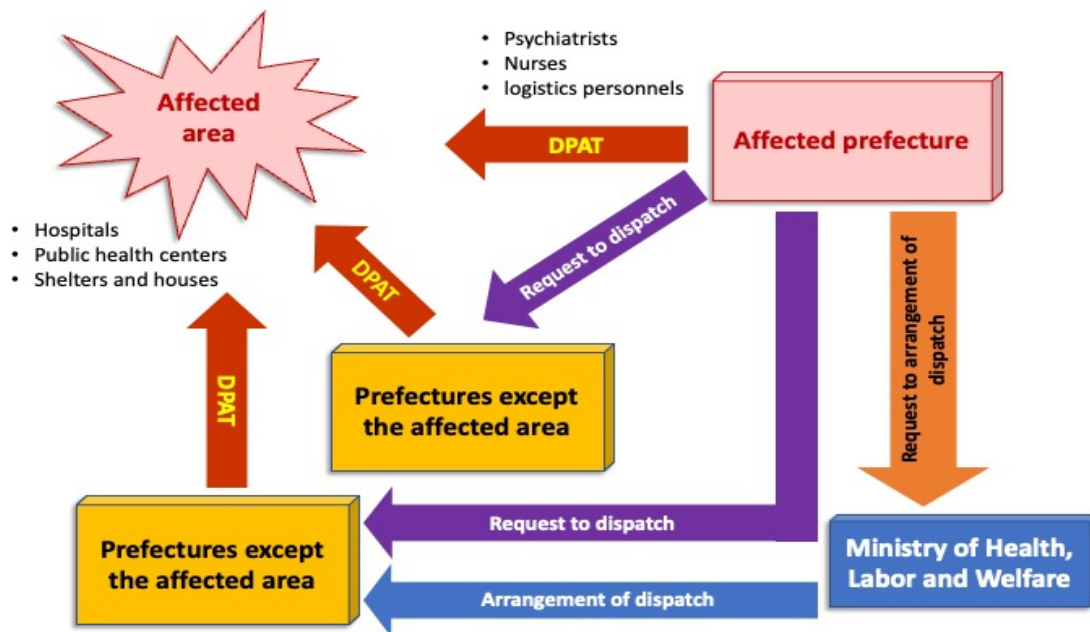 • Psychiatrists
• Nurses
• logistics personnels
Affected
area
DPAT
Affected prefecture
• Hospitals
• Public health centers
• Shelters and houses
Request to dispatch
DPAT
Request to arrangement of
dispatch
DPAT
Prefectures except
the affected area
Request to dispatch
Prefectures except
the affected area
Ministry of Health,
Labor and Welfare
Arrangement of dispatch